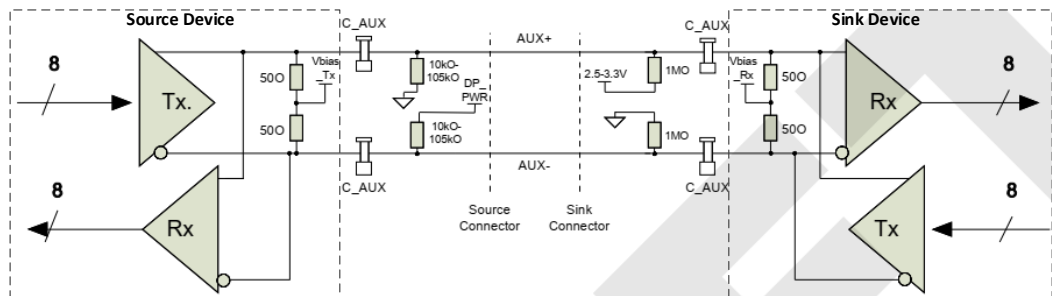 Source Device
Sink Device
C_AUX
C_AUX
AUX+
8
Tx.
50O
Vbias
_Tx
50O
10kO-
105kO
DP_
PWR
10kO-
105kO
2.5-3.3V
1MO
1MO
Vbias
_Rx
50O
50O
Rx
8
AUX-
C_AUX
C_AUX
8
Rx
Source
Connector
Sink
Connector
Tx
8